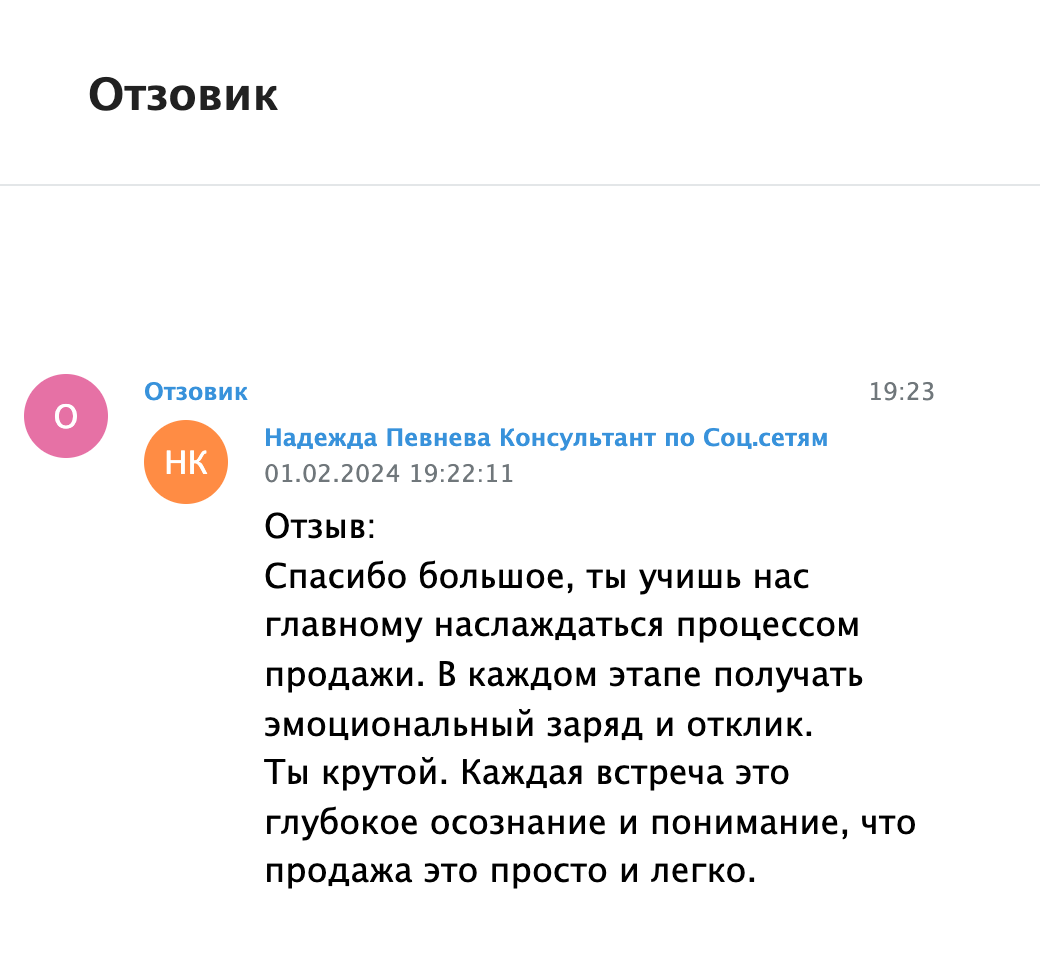 Отзовик
О
Отзовик 19:23
НК
Надежда Певнева Консультант по Соц.сетям
01.02.2024 19:22:11
Отзыв:
Спасибо большое, ты учишь нас
главному наслаждаться процессом
продажи. В каждом этапе получать
эмоциональный заряд и отклик.
Ты крутой. Каждая встреча это
глубокое осознание и понимание, что
продажа это просто и легко.